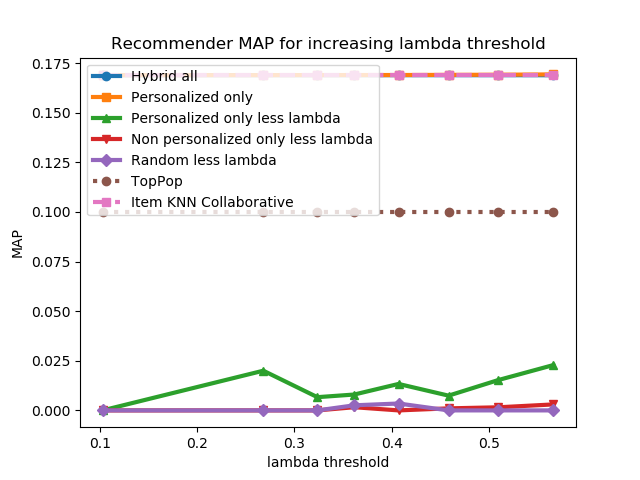 Recommender MAP for increasing lambda threshold
0.175
0.150
0.125
0.100
0.075
0.050
0.025
0.000
MAP
Hybrid all
Personalized only
Personalized only less lambda
Non personalized only less lambda
Random less lambda
TopPop
Item KNN Collaborative
0.1 0.2 0.3 0.4 0.5
lambda threshold